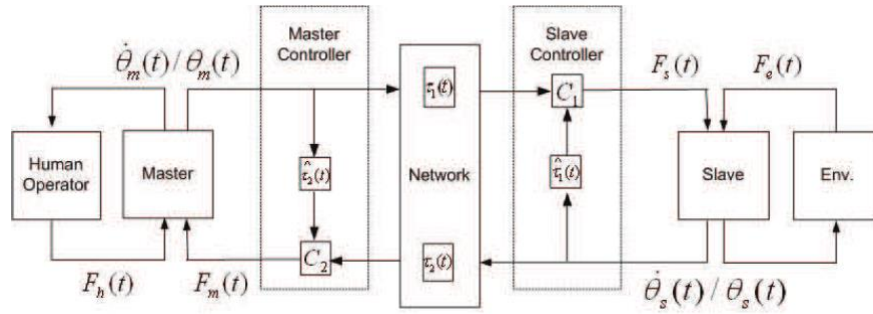 Master Controller
Slave Controller
θ̇ₘ(t) / θₘ(t)
τ₁(t)
C₁
Fₛ(t)
Fₑ(t)
Human Operator
Master
τ̂₂(t)
Network
τ̂₁(t)
Slave
Env.
Fₕ(t)
Fₘ(t)
C₂
τ₂(t)
θ̇ₛ(t) / θₛ(t)